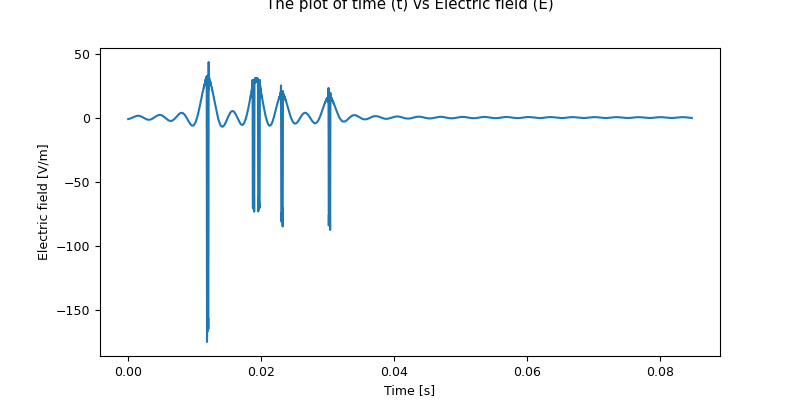 The plot of time (t) vs Electric field (E)
50
0
−50
−100
−150
Electric field [V/m]
0.00 0.02 0.04 0.06 0.08
Time [s]